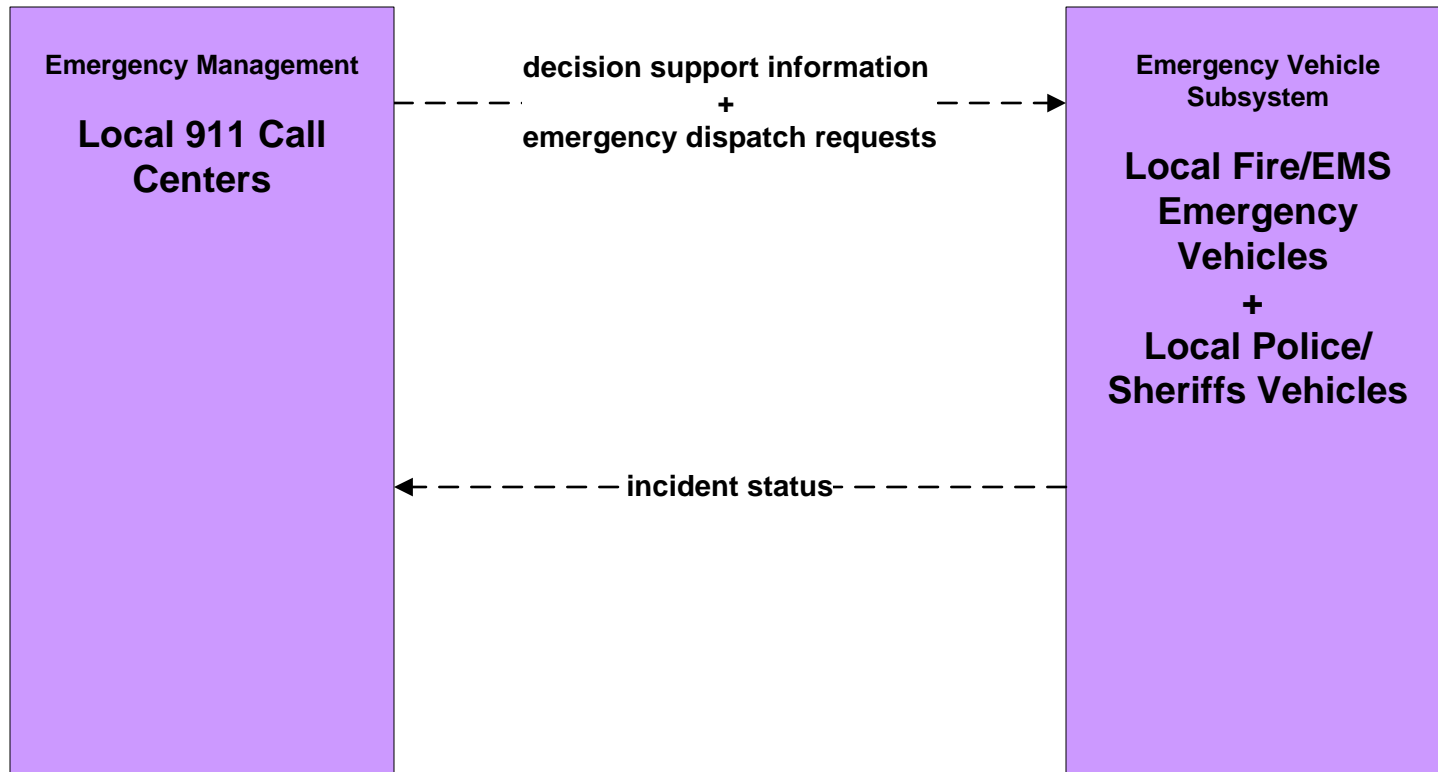 Emergency Management
Local 911 Call
Centers
decision support information
+
emergency dispatch requests
incident status
Emergency Vehicle
Subsystem
Local Fire/EMS
Emergency
Vehicles
+
Local Police/
Sheriffs Vehicles